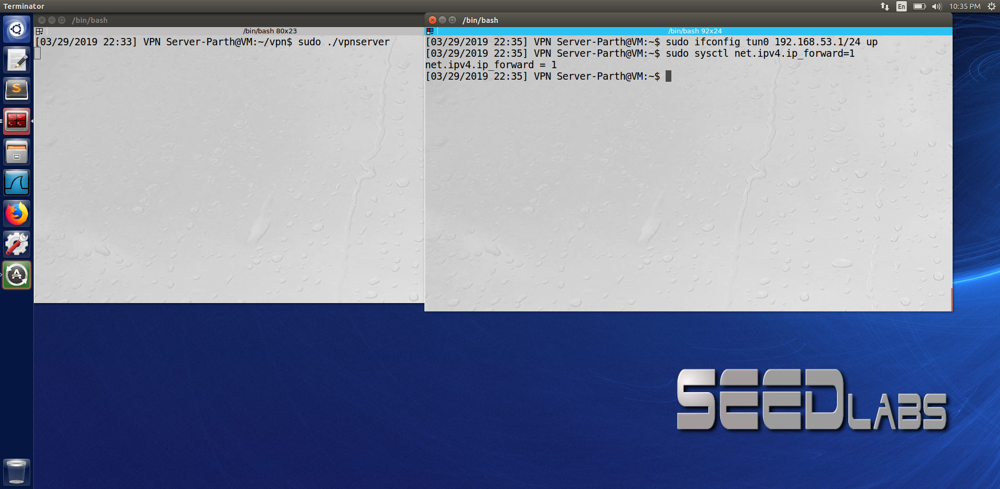 Terminator
En
10:35 PM
/bin/bash
/bin/bash 80x23
[03/29/2019 22:33] VPN Server-Parth@VM:~/vpn$ sudo ./vpnserver
/bin/bash
/bin/bash 92x24
[03/29/2019 22:35] VPN Server-Parth@VM:~$ sudo ifconfig tun0 192.168.53.1/24 up
[03/29/2019 22:35] VPN Server-Parth@VM:~$ sudo sysctl net.ipv4.ip_forward=1
net.ipv4.ip_forward = 1
[03/29/2019 22:35] VPN Server-Parth@VM:~$
SEEDLABS